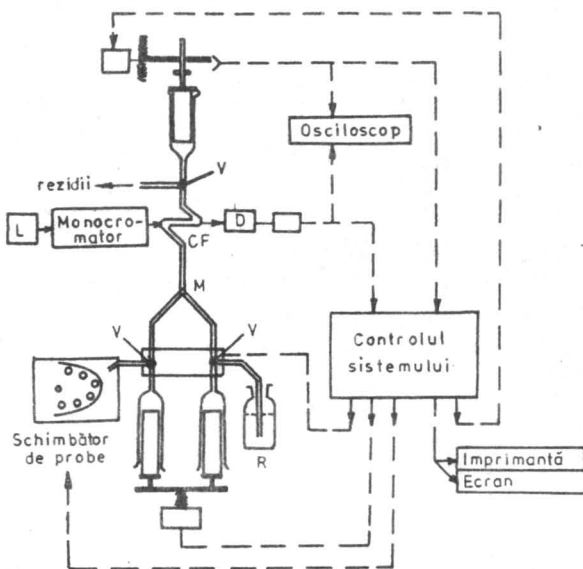 Osciloscop
V
rezidii
L
Monocro-
mator
D
CF
M
V
V
Controlul
sistemului
Schimbător
de probe
R
Imprimantă
Ecran